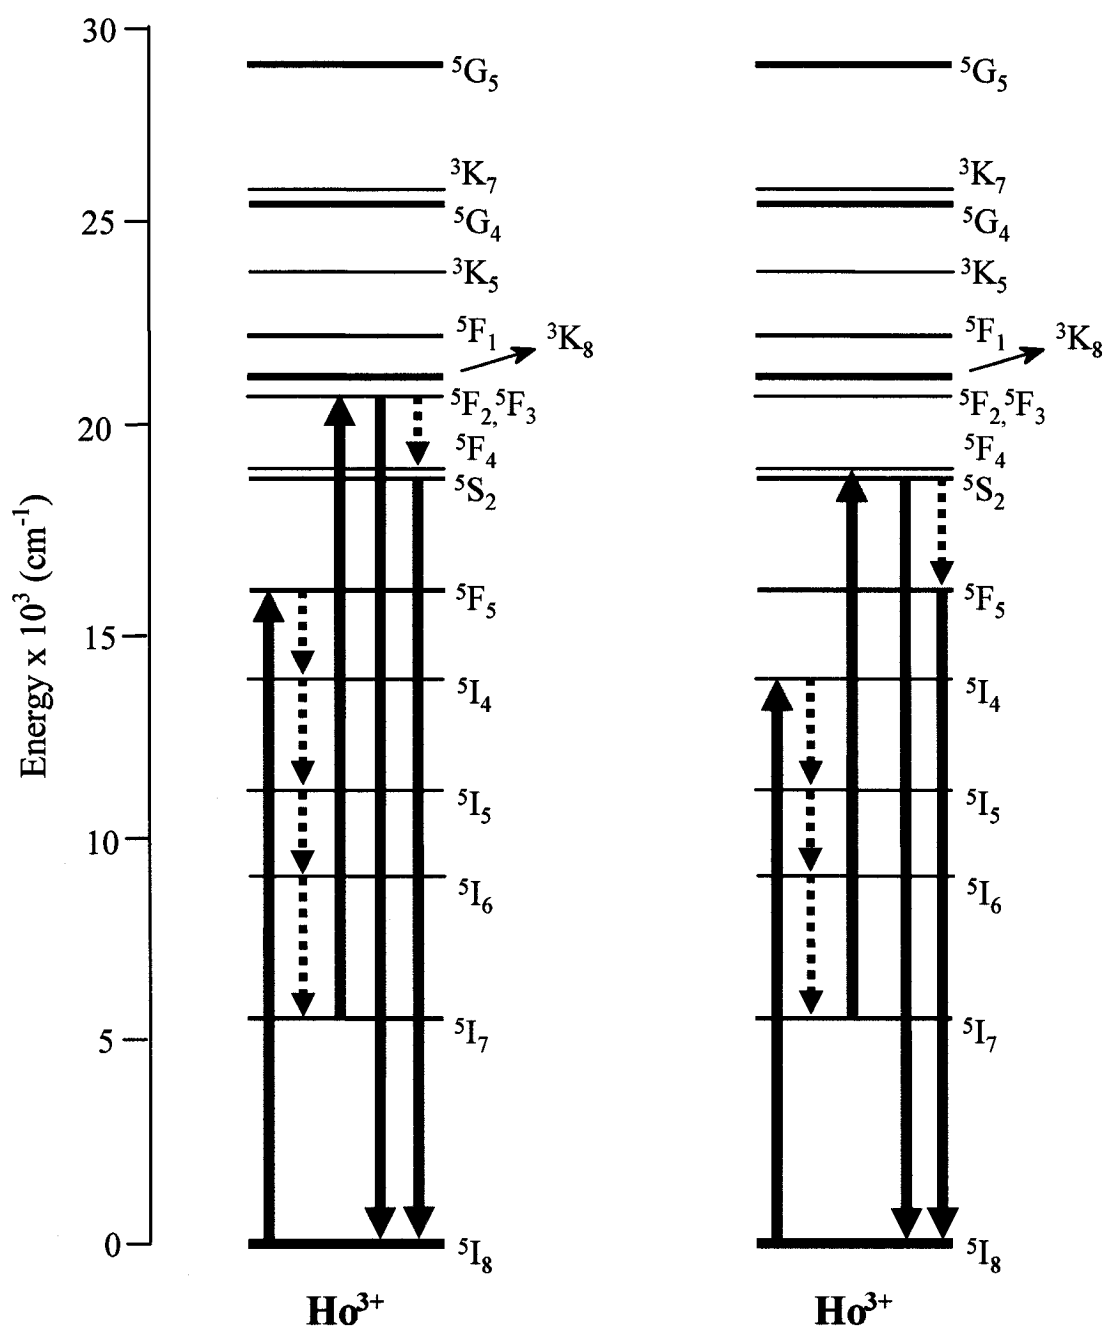 30
25
20
15
10
5
0
Energy x 10³ (cm⁻¹)
⁵G₅
³K₇
⁵G₄
³K₅
⁵F₁
³K₈
⁵F₂,⁵F₃
⁵F₄
⁵S₂
⁵F₅
⁵I₄
⁵I₅
⁵I₆
⁵I₇
⁵I₈
Ho³⁺
⁵G₅
³K₇
⁵G₄
³K₅
⁵F₁
³K₈
⁵F₂,⁵F₃
⁵F₄
⁵S₂
⁵F₅
⁵I₄
⁵I₅
⁵I₆
⁵I₇
⁵I₈
Ho³⁺